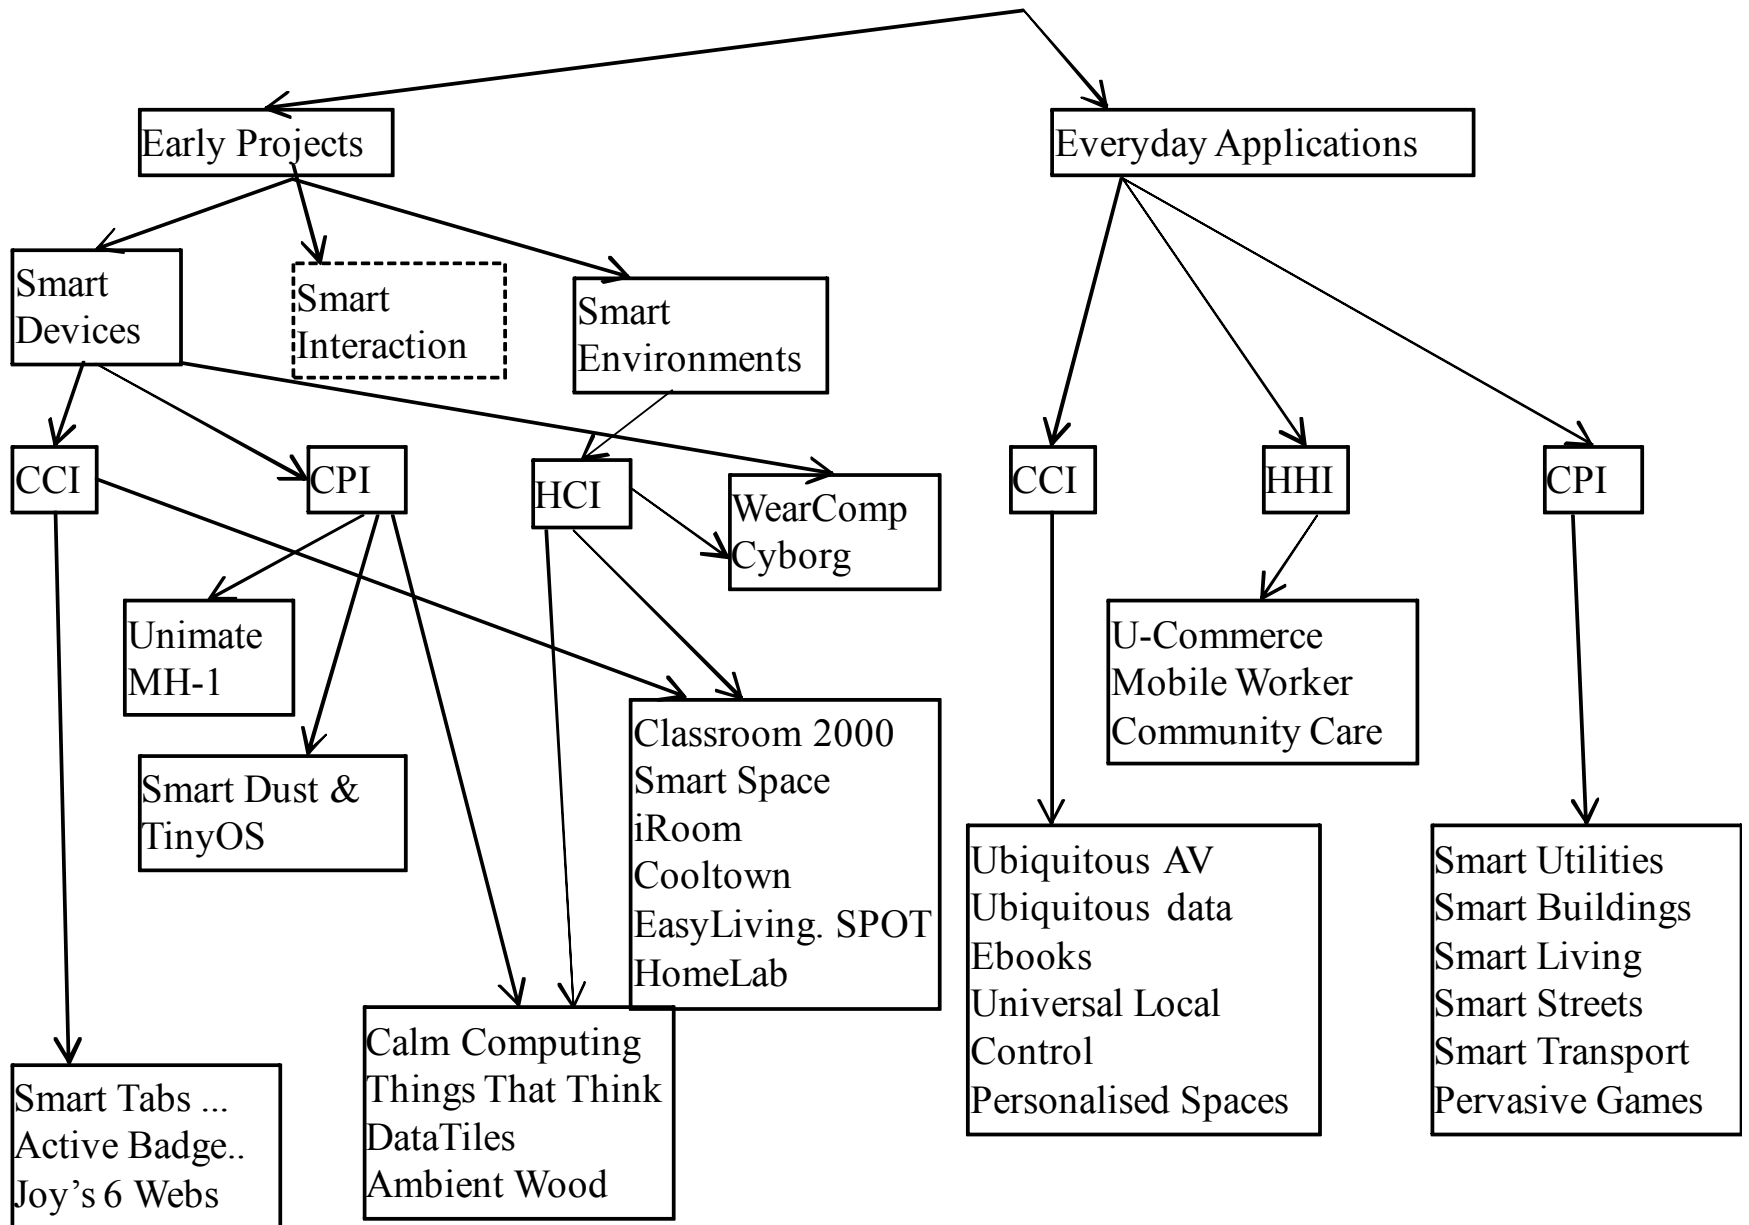 Early Projects
Everyday Applications
Smart
Devices
Smart
Interaction
Smart
Environments
CCI
CPI
HCI
WearComp
Cyborg
CCI
HHI
CPI
Unimate
MH-1
Smart Dust &
TinyOS
Classroom 2000
Smart Space
iRoom
Cooltown
EasyLiving. SPOT
HomeLab
U-Commerce
Mobile Worker
Community Care
Ubiquitous AV
Ubiquitous data
Ebooks
Universal Local
Control
Personalised Spaces
Smart Utilities
Smart Buildings
Smart Living
Smart Streets
Smart Transport
Pervasive Games
Smart Tabs ...
Active Badge..
Joy’s 6 Webs
Calm Computing
Things That Think
DataTiles
Ambient Wood